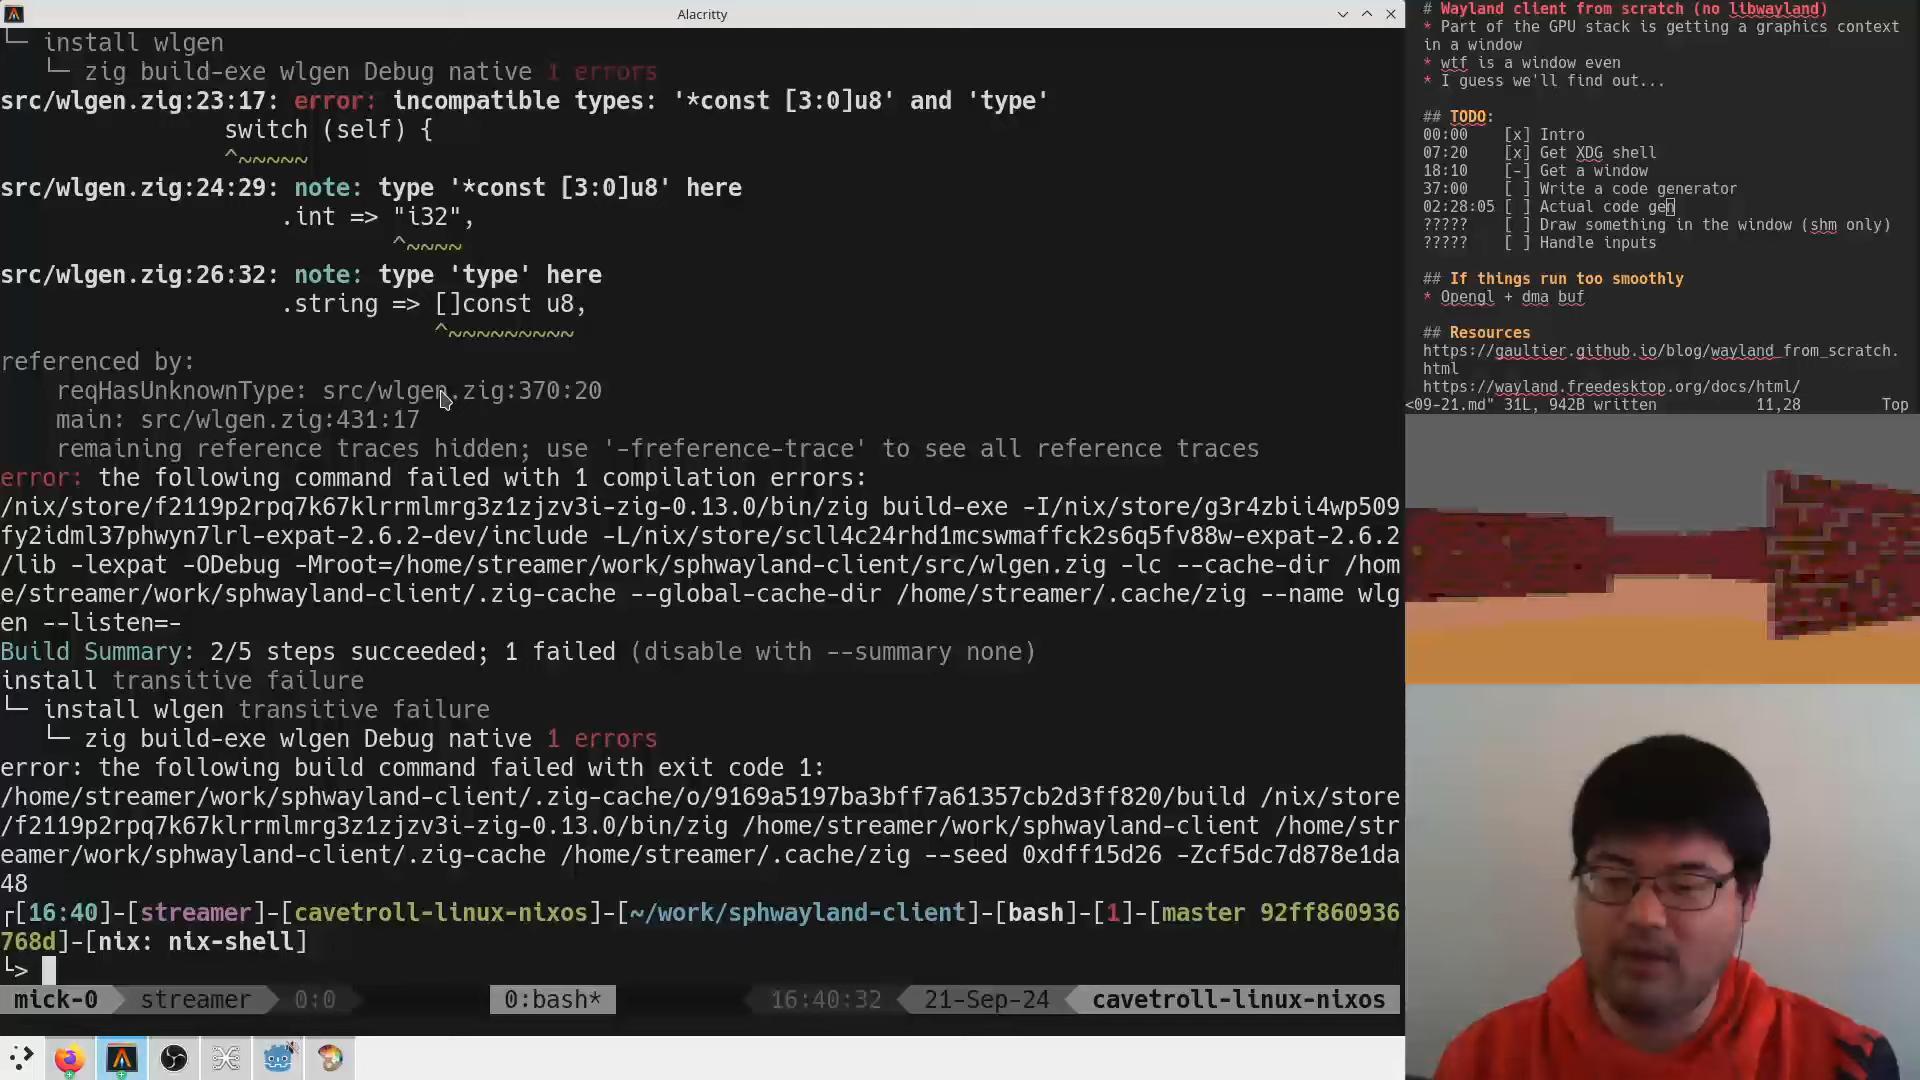 Alacritty
└─ install wlgen
└─ zig build-exe wlgen Debug native 1 errors
src/wlgen.zig:23:17: error: incompatible types: '*const [3:0]u8' and 'type'
switch (self) {
^~~~~~
src/wlgen.zig:24:29: note: type '*const [3:0]u8' here
.int => "i32",
^~~~~
src/wlgen.zig:26:32: note: type 'type' here
.string => []const u8,
^~~~~~~~~~
referenced by:
reqHasUnknownType: src/wlgen.zig:370:20
main: src/wlgen.zig:431:17
remaining reference traces hidden; use '-freference-trace' to see all reference traces
error: the following command failed with 1 compilation errors:
/nix/store/f2119p2rpq7k67klrrmlmrg3z1zjzv3i-zig-0.13.0/bin/zig build-exe -I/nix/store/g3r4zbii4wp509
fy2idml37phwyn7lrl-expat-2.6.2-dev/include -L/nix/store/scll4c24rhd1mcswmaffck2s6q5fv88w-expat-2.6.2
/lib -lexpat -ODebug -Mroot=/home/streamer/work/sphwayland-client/src/wlgen.zig -lc --cache-dir /hom
e/streamer/work/sphwayland-client/.zig-cache --global-cache-dir /home/streamer/.cache/zig --name wlg
en --listen=-
Build Summary: 2/5 steps succeeded; 1 failed (disable with --summary none)
install transitive failure
└─ install wlgen transitive failure
└─ zig build-exe wlgen Debug native 1 errors
error: the following build command failed with exit code 1:
/home/streamer/work/sphwayland-client/.zig-cache/o/9169a5197ba3bff7a61357cb2d3ff820/build /nix/store
/f2119p2rpq7k67klrrmlmrg3z1zjzv3i-zig-0.13.0/bin/zig /home/streamer/work/sphwayland-client /home/str
eamer/work/sphwayland-client/.zig-cache /home/streamer/.cache/zig --seed 0xdff15d26 -Zcf5dc7d878e1da
48
┌[16:40]-[streamer]-[cavetroll-linux-nixos]-[~/work/sphwayland-client]-[bash]-[1]-[master 92ff860936
768d]-[nix: nix-shell]
└>
mick-0 streamer 0:0 0:bash* 16:40:32 21-Sep-24 cavetroll-linux-nixos
# Wayland client from scratch (no libwayland)
* Part of the GPU stack is getting a graphics context
in a window
* wtf is a window even
* I guess we'll find out...
## TODO:
00:00 [x] Intro
07:20 [x] Get XDG shell
18:10 [-] Get a window
37:00 [ ] Write a code generator
02:28:05 [ ] Actual code gen
????? [ ] Draw something in the window (shm only)
????? [ ] Handle inputs
## If things run too smoothly
* Opengl + dma buf
## Resources
https://gaultier.github.io/blog/wayland_from_scratch.
html
https://wayland.freedesktop.org/docs/html/
<09-21.md" 31L, 942B written 11,28 Top